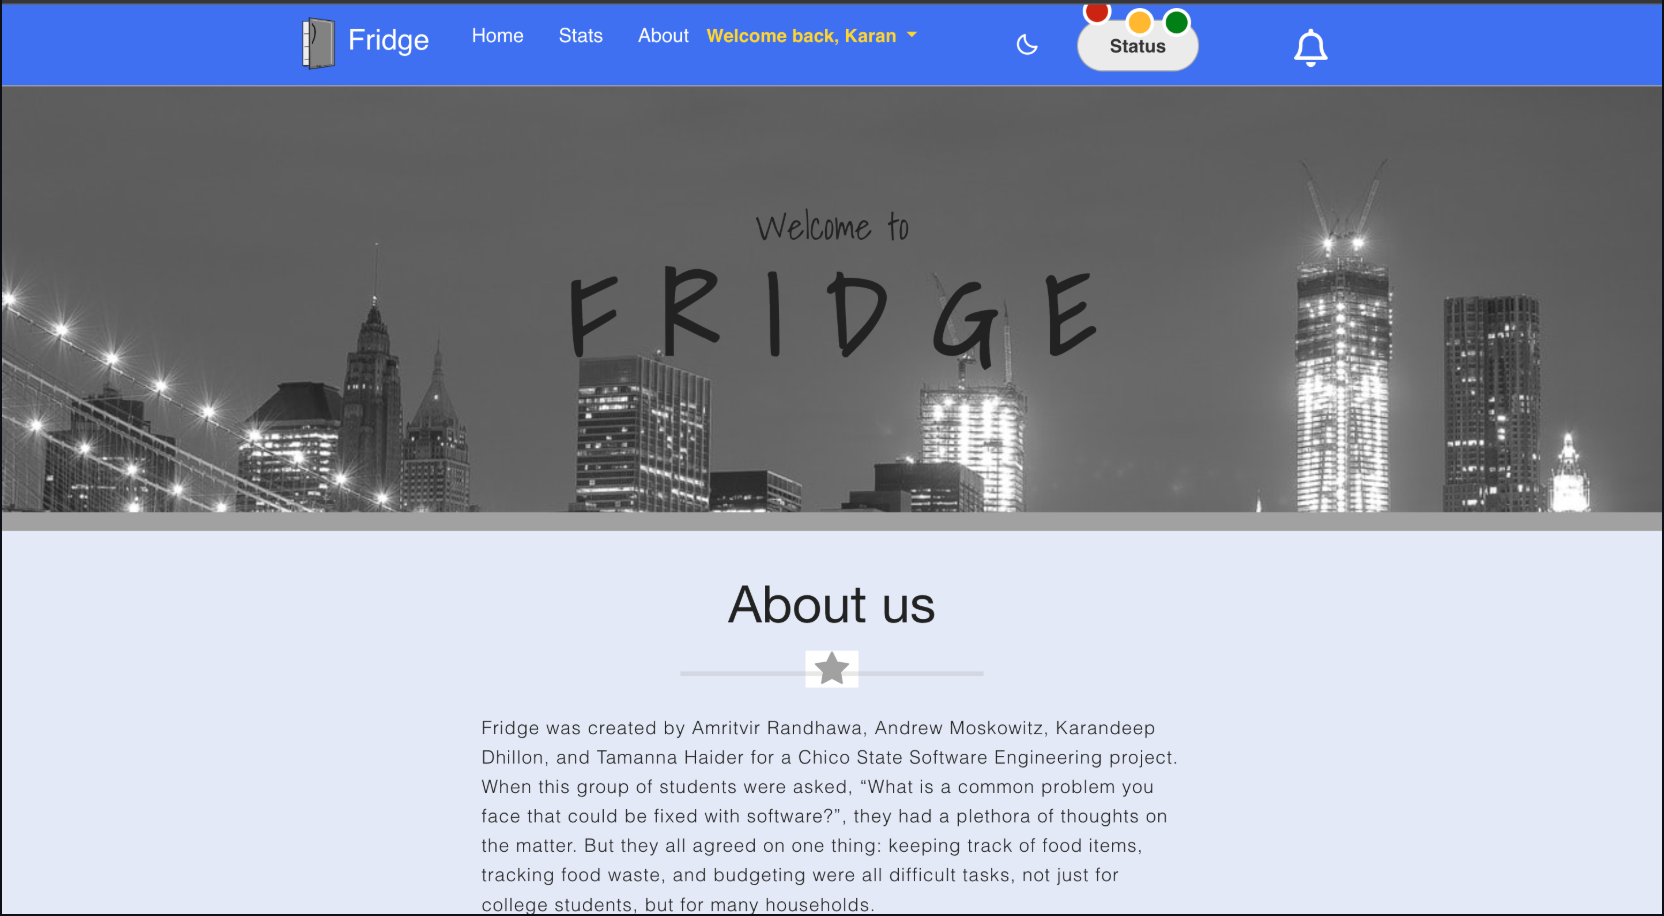 Fridge
Home Stats About Welcome back, Karan
Status
Welcome to
FRIDGE
About us
Fridge was created by Amritvir Randhawa, Andrew Moskowitz, Karandeep
Dhillon, and Tamanna Haider for a Chico State Software Engineering project.
When this group of students were asked, “What is a common problem you
face that could be fixed with software?”, they had a plethora of thoughts on
the matter. But they all agreed on one thing: keeping track of food items,
tracking food waste, and budgeting were all difficult tasks, not just for
college students, but for many households.